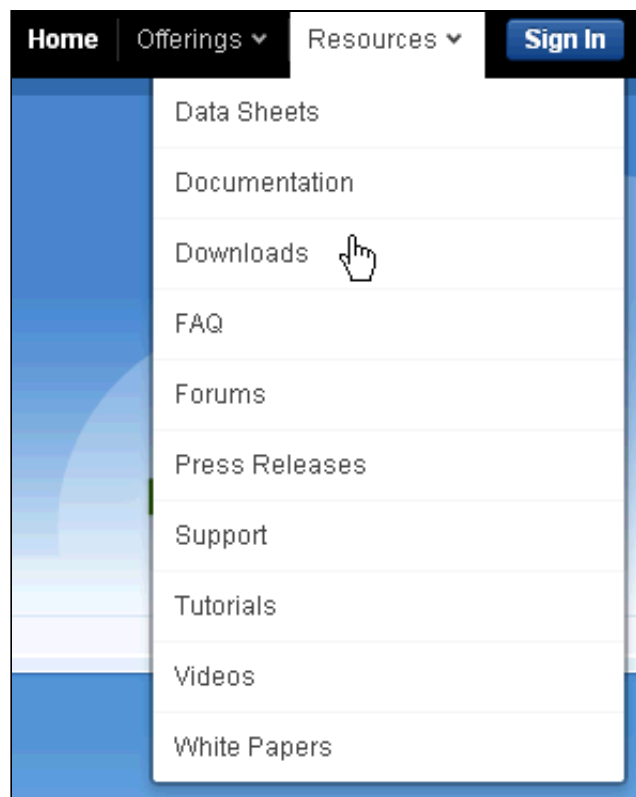 Home Offerings Resources Sign In
Data Sheets
Documentation
Downloads
FAQ
Forums
Press Releases
Support
Tutorials
Videos
White Papers